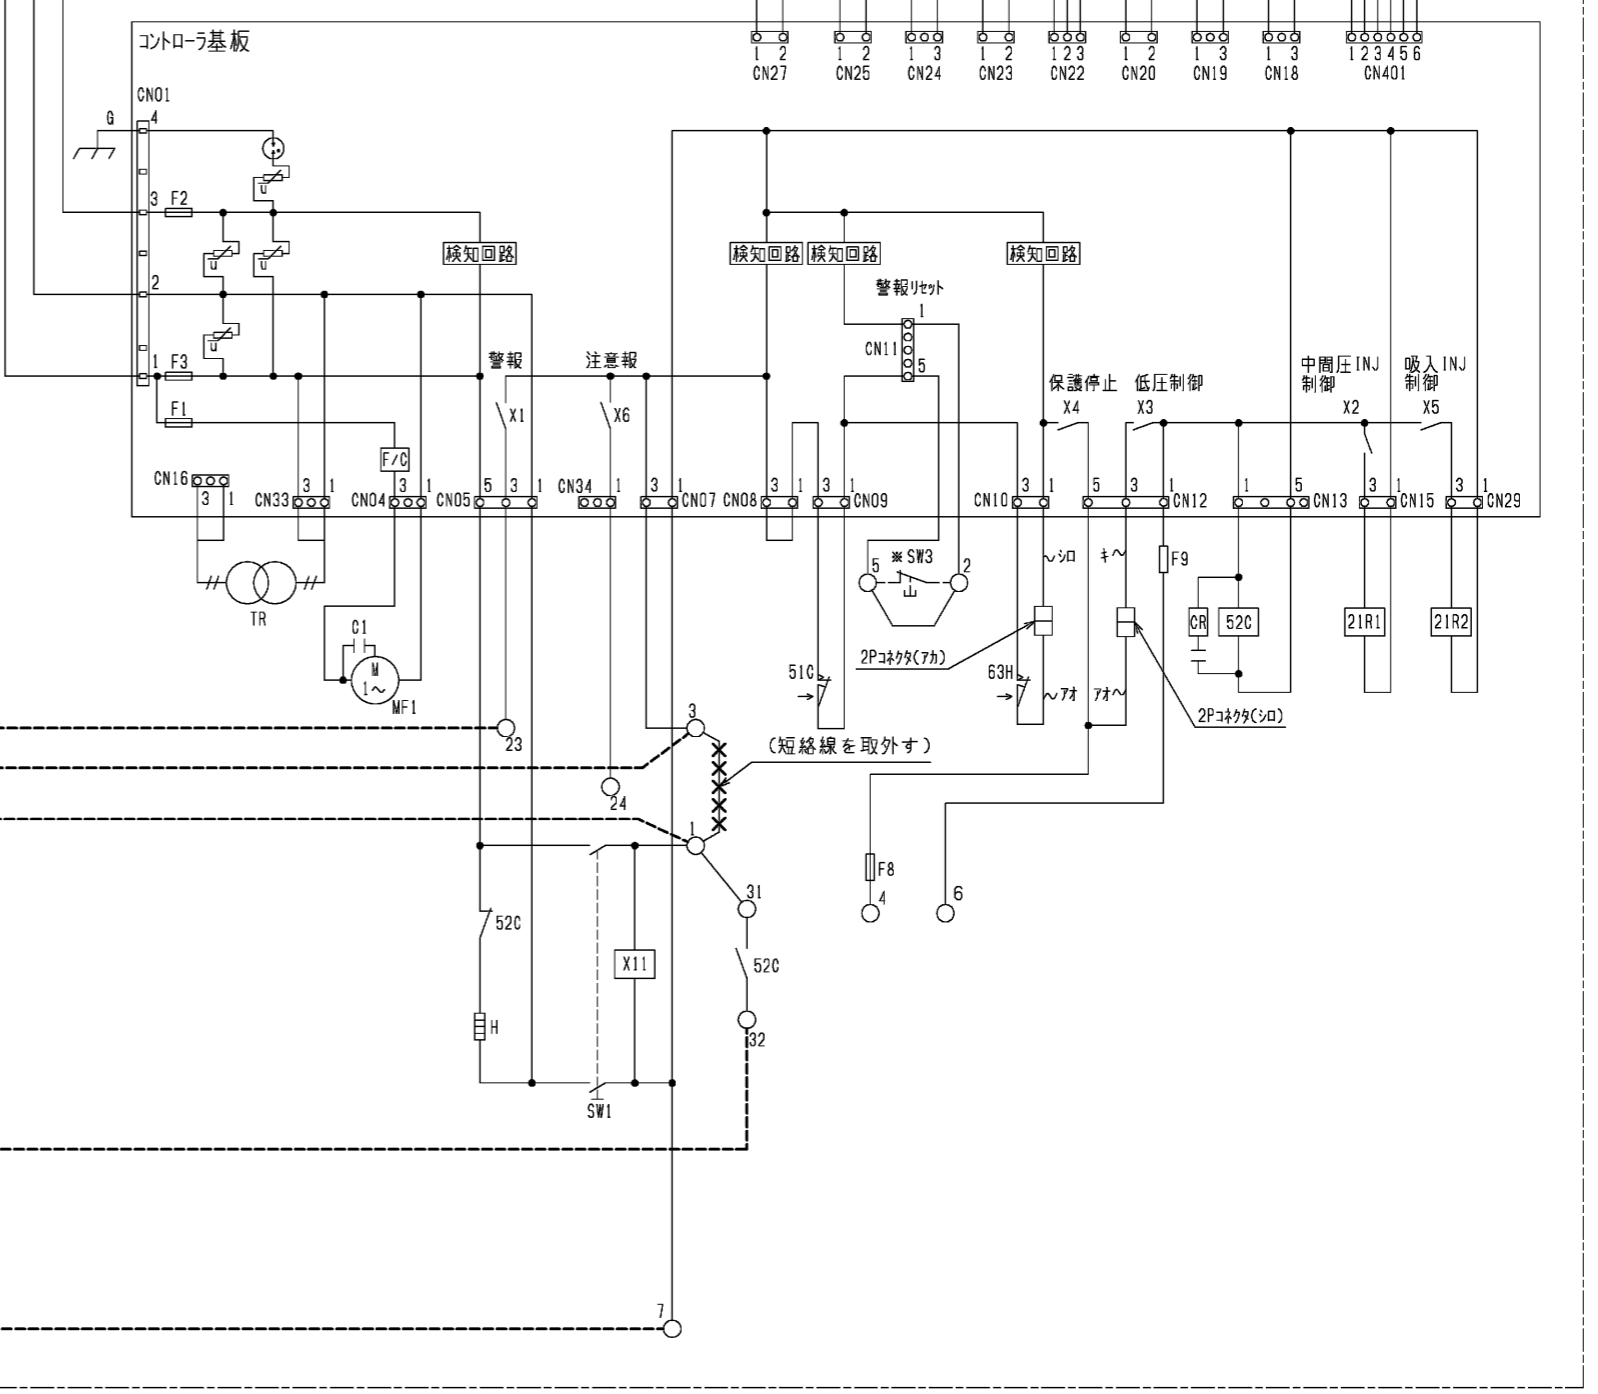 コントローラ基板
1 2
CN27
1 2
CN25
1 3
CN24
1 2
CN23
1 2 3
CN22
1 2
CN20
1 3
CN19
1 3
CN18
1 2 3 4 5 6
CN401
CN01
G
4
u
3
F2
u
u
検知回路
検知回路
検知回路
検知回路
2
警報リセット
1
CN11
5
u
1
F3
警報
X1
注意報
X6
保護停止
X4
低圧制御
X3
中間圧INJ
制御
X2
吸入INJ
制御
X5
F1
F/C
CN16
3 1
CN33
3 1
CN04
3 1
CN05
5 3 1
CN34
1
3 1
CN07
CN08
3 1
3 1
CN09
CN10
3 1
5 3 1
CN12
1 5
CN13
3 1
CN15
3 1
CN29
TR
C1
M
1～
MF1
5
※SW3
2
～シロ
キ～
F9
2Pコネクタ(アカ)
CR
52C
21R1
21R2
51C
63H
～アオ
アオ～
2Pコネクタ(シロ)
23
3
(短絡線を取外す)
24
1
F8
4
6
31
52C
X11
52C
H
32
SW1
7